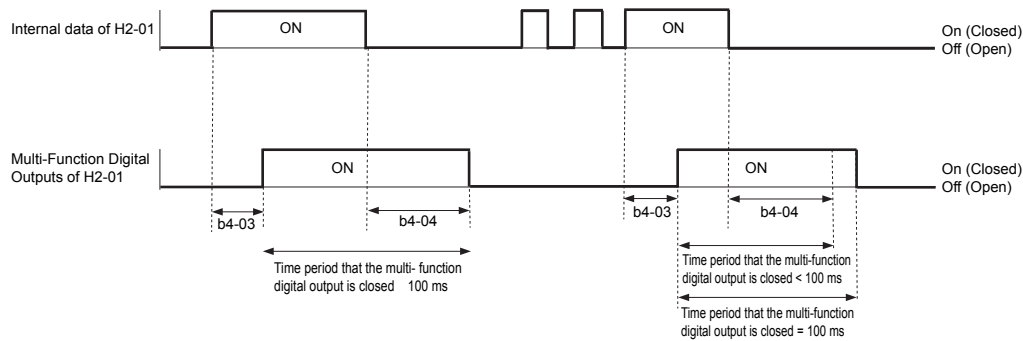 Internal data of H2-01
ON
ON
On (Closed)
Off (Open)
Multi-Function Digital
Outputs of H2-01
ON
ON
On (Closed)
Off (Open)
b4-03
b4-04
b4-03
b4-04
Time period that the multi- function
digital output is closed 100 ms
Time period that the multi-function
digital output is closed < 100 ms
Time period that the multi-function
digital output is closed = 100 ms